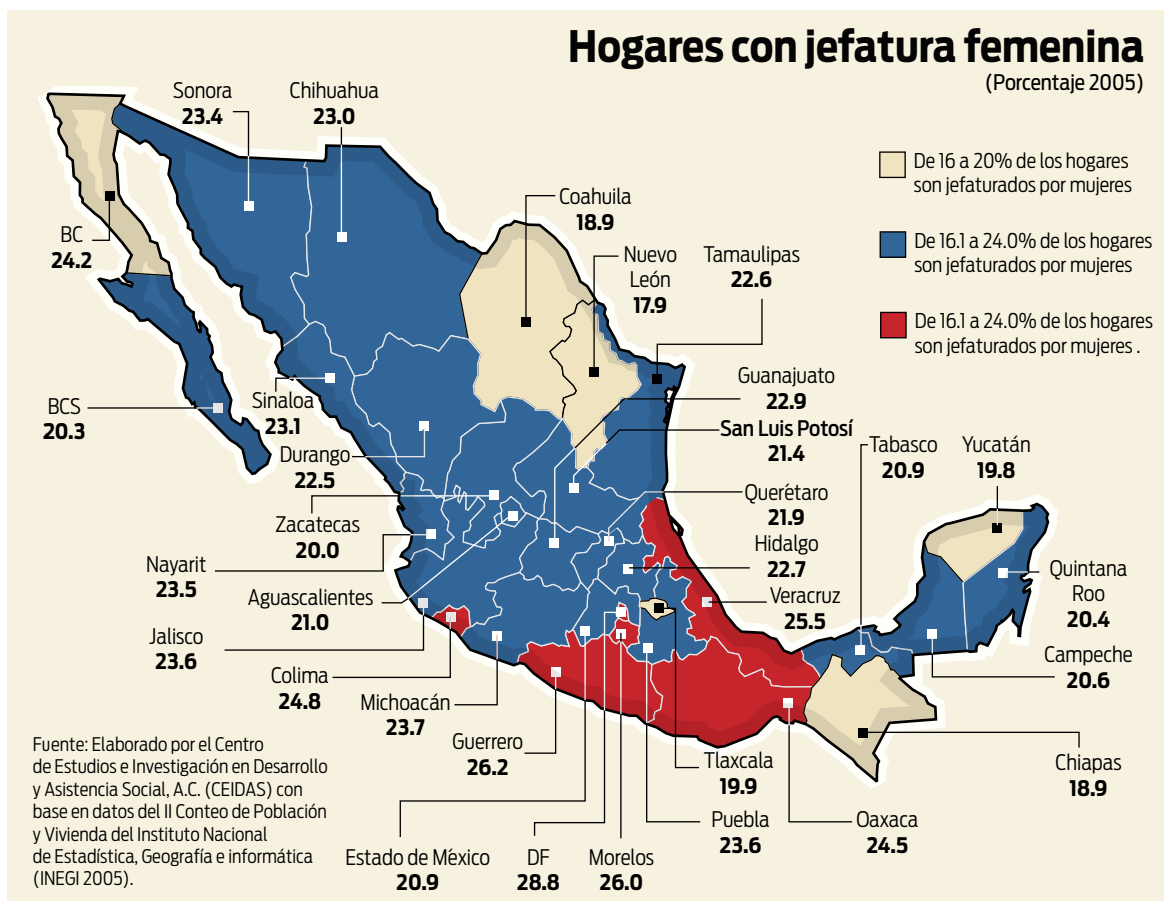 Hogares con jefatura femenina
(Porcentaje 2005)
Sonora
23.4
Chihuahua
23.0
De 16 a 20% de los hogares
son jefaturados por mujeres
Coahuila
18.9
BC
24.2
De 16.1 a 24.0% de los hogares
son jefaturados por mujeres
Nuevo
León
17.9
Tamaulipas
22.6
De 16.1 a 24.0% de los hogares
son jefaturados por mujeres .
Guanajuato
22.9
BCS
20.3
Sinaloa
23.1
San Luis Potosí
21.4
Tabasco
20.9
Yucatán
19.8
Durango
22.5
Querétaro
21.9
Zacatecas
20.0
Hidalgo
22.7
Nayarit
23.5
Quintana
Roo
20.4
Aguascalientes
21.0
Veracruz
25.5
Jalisco
23.6
Campeche
20.6
Colima
24.8
Michoacán
23.7
Guerrero
26.2
Tlaxcala
19.9
Chiapas
18.9
Puebla
23.6
Oaxaca
24.5
Estado de México
20.9
DF
28.8
Morelos
26.0
Fuente: Elaborado por el Centro
de Estudios e Investigación en Desarrollo
y Asistencia Social, A.C. (CEIDAS) con
base en datos del II Conteo de Población
y Vivienda del Instituto Nacional
de Estadística, Geografía e informática
(INEGI 2005).